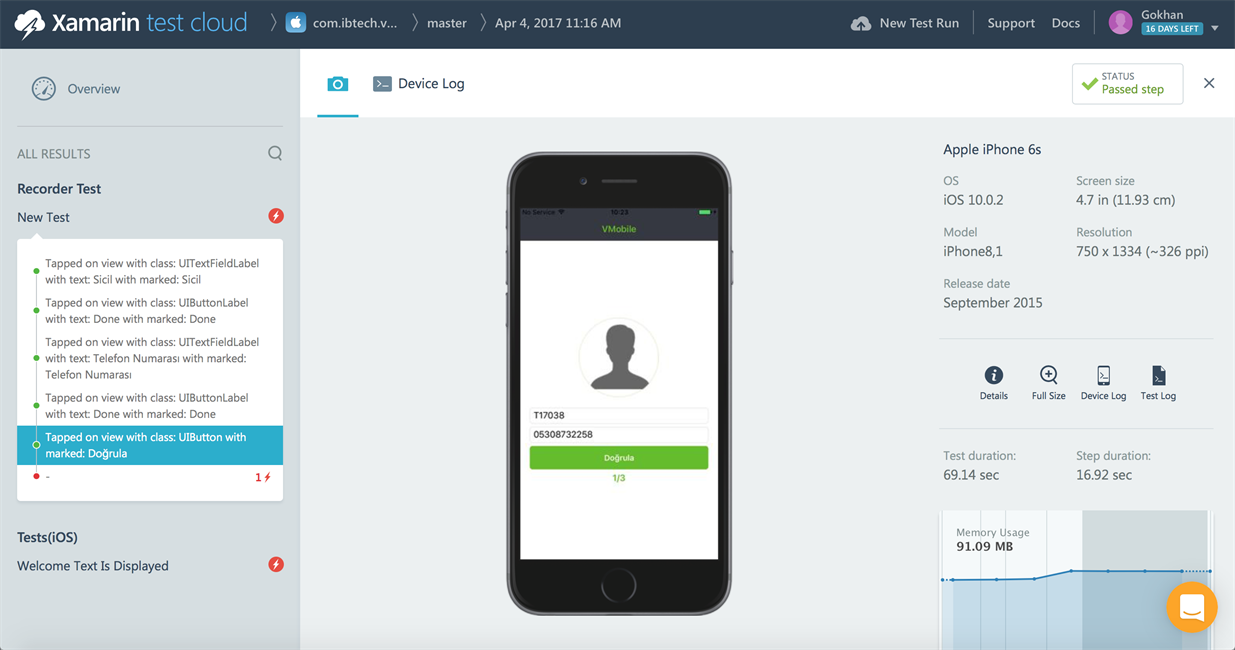 Xamarin test cloud
com.ibtech.v...
master
Apr 4, 2017 11:16 AM
New Test Run
Support
Docs
Gokhan
16 DAYS LEFT
Overview
ALL RESULTS
Recorder Test
New Test
Tapped on view with class: UITextFieldLabel
with text: Sicil with marked: Sicil
Tapped on view with class: UIButtonLabel
with text: Done with marked: Done
Tapped on view with class: UITextFieldLabel
with text: Telefon Numarası with marked:
Telefon Numarası
Tapped on view with class: UIButtonLabel
with text: Done with marked: Done
Tapped on view with class: UIButton with
marked: Doğrula
-
1
Tests(iOS)
Welcome Text Is Displayed
Device Log
STATUS
Passed step
No Service
10:23
VMobile
T17038
05308732258
Doğrula
1/3
Apple iPhone 6s
OS
Screen size
iOS 10.0.2
4.7 in (11.93 cm)
Model
Resolution
iPhone8,1
750 x 1334 (~326 ppi)
Release date
September 2015
Details
Full Size
Device Log
Test Log
Test duration:
Step duration:
69.14 sec
16.92 sec
Memory Usage
91.09 MB